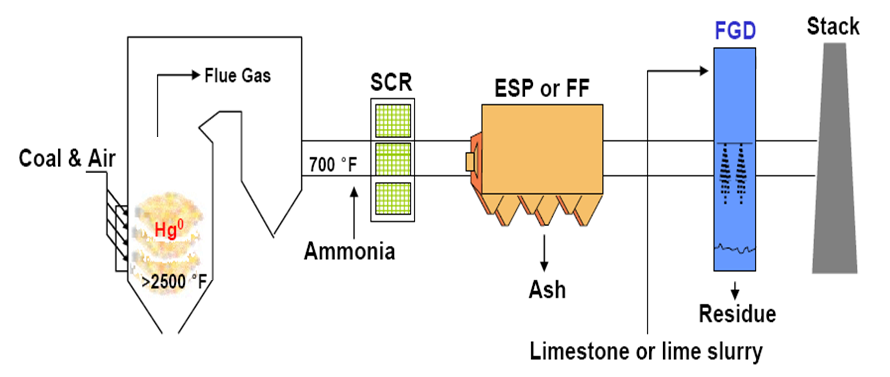 FGD
Stack
Flue Gas
SCR
ESP or FF
Coal & Air
700 °F
Hg⁰
Ammonia
>2500 °F
Ash
Residue
Limestone or lime slurry